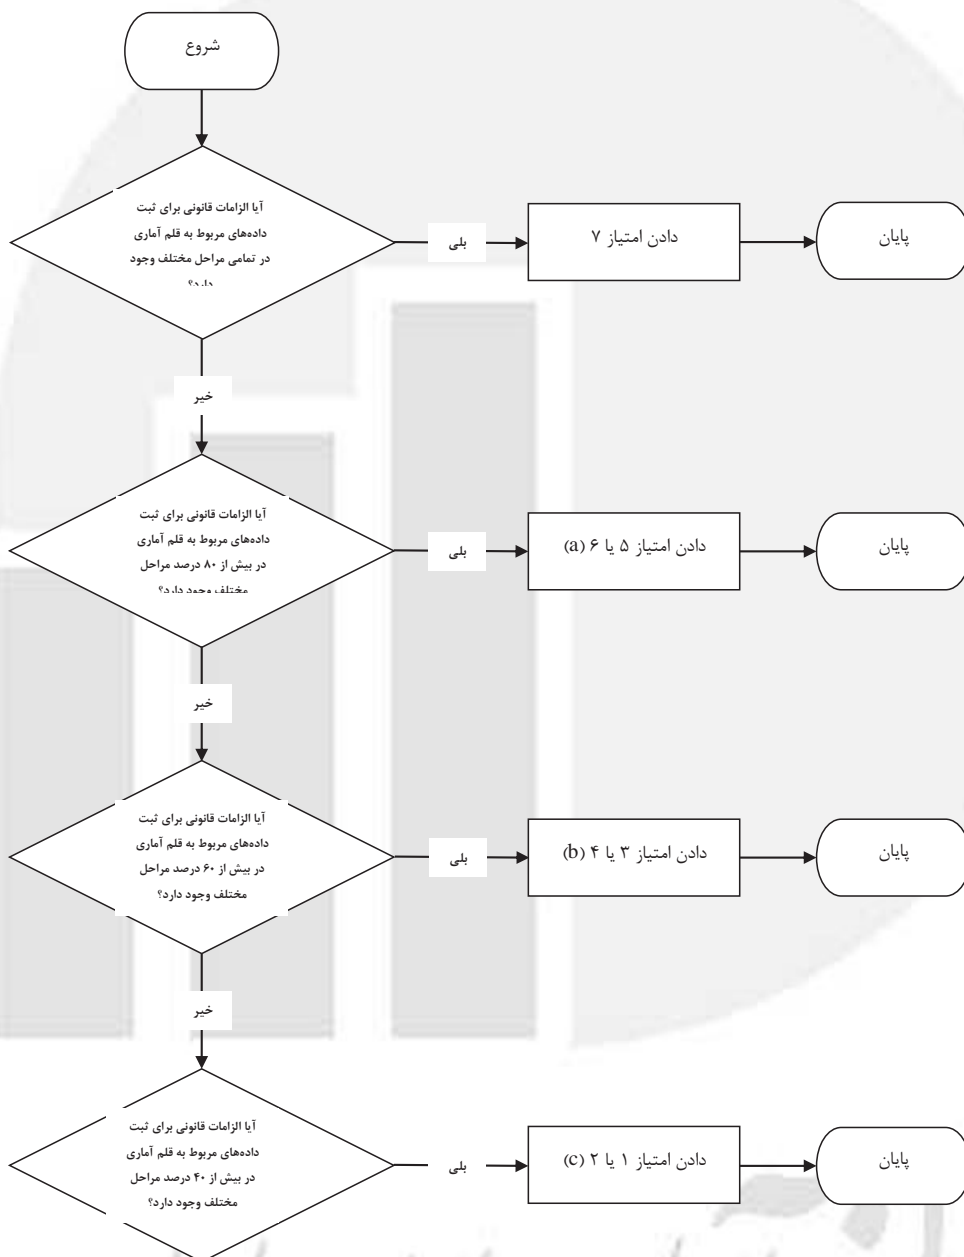 شروع
آیا الزامات قانونی برای ثبت
داده‌های مربوط به قلم آماری
در تمامی مراحل مختلف وجود
دارد؟
بلی
دادن امتیاز ۷
پایان
خیر
آیا الزامات قانونی برای ثبت
داده‌های مربوط به قلم آماری
در بیش از ۸۰ درصد مراحل
مختلف وجود دارد؟
بلی
دادن امتیاز ۵ یا ۶ (a)
پایان
خیر
آیا الزامات قانونی برای ثبت
داده‌های مربوط به قلم آماری
در بیش از ۶۰ درصد مراحل
مختلف وجود دارد؟
بلی
دادن امتیاز ۳ یا ۴ (b)
پایان
خیر
آیا الزامات قانونی برای ثبت
داده‌های مربوط به قلم آماری
در بیش از ۴۰ درصد مراحل
مختلف وجود دارد؟
بلی
دادن امتیاز ۱ یا ۲ (c)
پایان